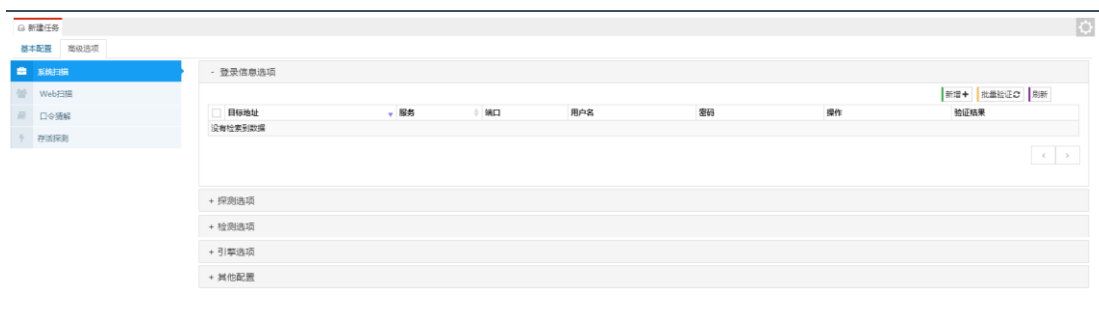 新建任务
基本配置 高级选项
系统扫描
Web扫描
口令猜解
存活探测
- 登录信息选项
新增+ 批量验证 刷新
目标地址 服务 端口 用户名 密码 操作 验证结果
没有检索到数据
< >
+ 探测选项
+ 检测选项
+ 引擎选项
+ 其他配置